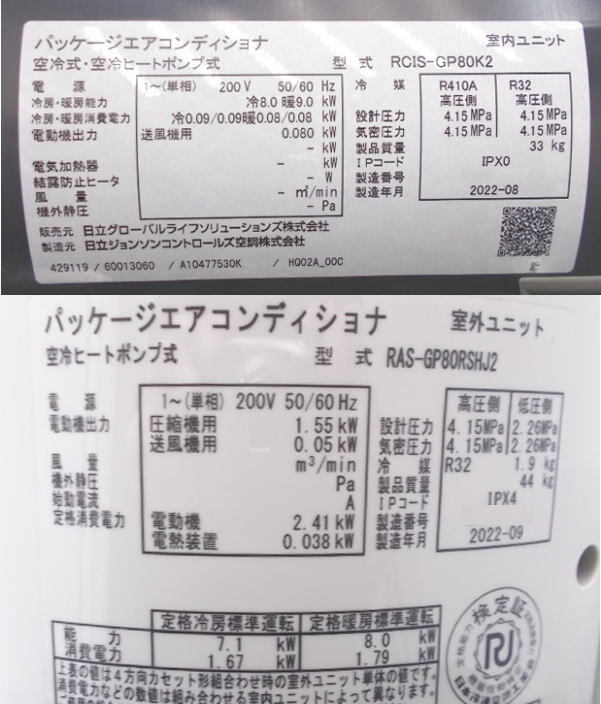 パッケージエアコンディショナ 室内ユニット
空冷式・空冷ヒートポンプ式 型 式 RCIS-GP80K2
電 源 1〜(単相) 200V 50/60 Hz 冷 媒 R410A R32
冷房・暖房能力 冷8.0 暖9.0 kW 高圧側 高圧側
冷房・暖房消費電力 冷0.09/0.09暖0.08/0.08 kW 設計圧力 4.15 MPa 4.15 MPa
電動機出力 送風機用 0.080 kW 気密圧力 4.15 MPa 4.15 MPa
- kW 製品質量 33 kg
電気加熱器 - kW IPコード IPX0
結露防止ヒータ - W 製造番号
風 量 - m³/min 製造年月 2022-08
機外静圧 - Pa
販売元 日立グローバルライフソリューションズ株式会社
製造元 日立ジョンソンコントロールズ空調株式会社
429119 / 60013060 / A10477530K / HQ02A_00C
パッケージエアコンディショナ 室外ユニット
空冷ヒートポンプ式 型 式 RAS-GP80RSHJ2
電 源 1〜(単相) 200V 50/60 Hz 高圧側 低圧側
電動機出力 圧縮機用 1.55 kW 設計圧力 4.15MPa 2.26MPa
送風機用 0.05 kW 気密圧力 4.15MPa 2.26MPa
風 量 m³/min 冷 媒 R32 1.9 kg
機外静圧 Pa 製品質量 44 kg
始動電流 A IPコード IPX4
定格消費電力 電動機 2.41 kW 製造番号
電熱装置 0.038 kW 製造年月 2022-09
定格冷房標準運転 定格暖房標準運転
能 力 7.1 kW 8.0 kW
消費電力 1.67 kW 1.79 kW
上表の値は4方向カセット形組合わせ時の室外ユニット単体の値です。
消費電力などの数値は組み合わせる室内ユニットによって異なります。
検定証